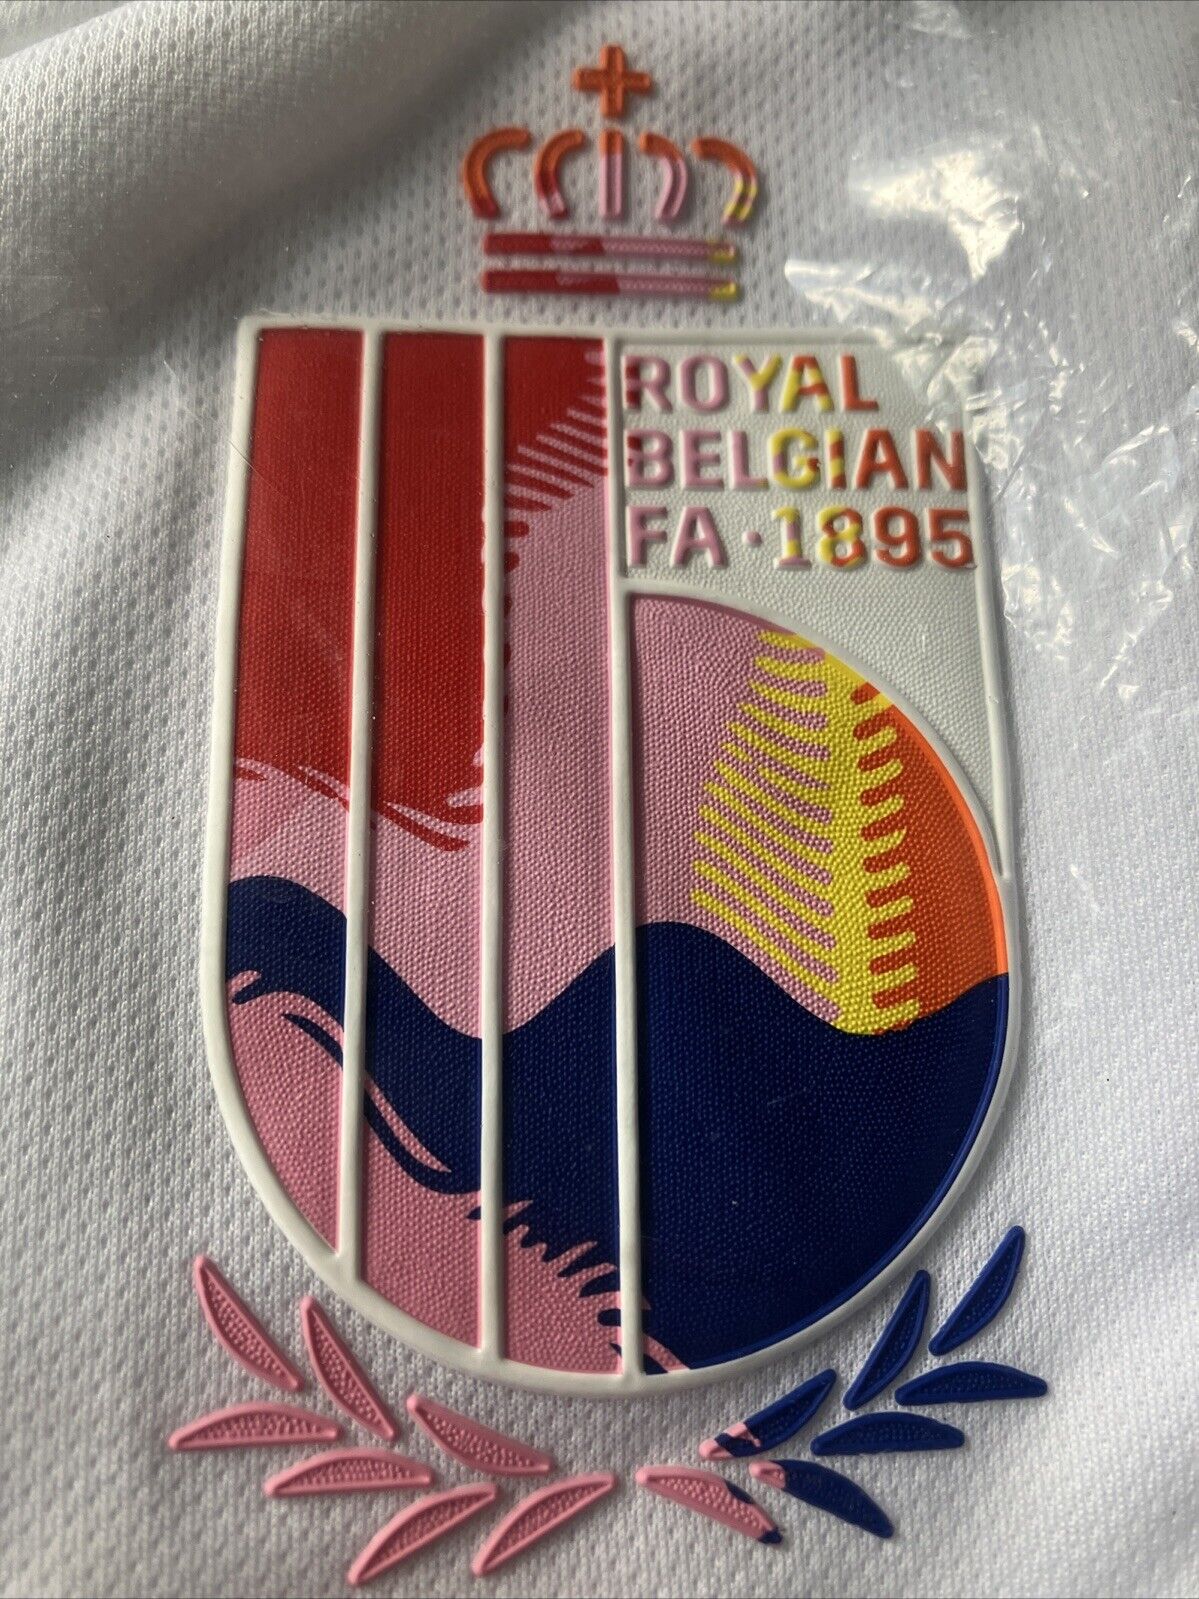 ROYAL
BELGIAN
FA · 1895